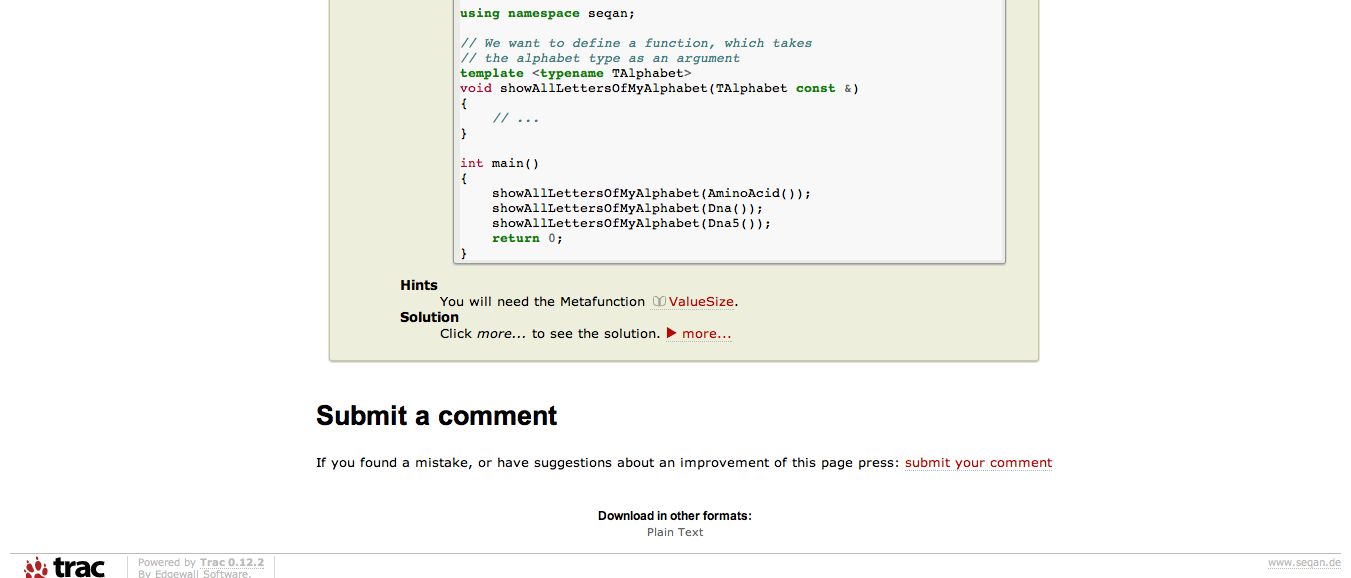 using namespace seqan;
// We want to define a function, which takes
// the alphabet type as an argument
template <typename TAlphabet>
void showAllLettersOfMyAlphabet(TAlphabet const &)
{
    // ...
}
int main()
{
    showAllLettersOfMyAlphabet(AminoAcid());
    showAllLettersOfMyAlphabet(Dna());
    showAllLettersOfMyAlphabet(Dna5());
    return 0;
}
Hints
You will need the Metafunction ValueSize.
Solution
Click more... to see the solution. more...
Submit a comment
If you found a mistake, or have suggestions about an improvement of this page press: submit your comment
Download in other formats:
Plain Text
trac
Powered by Trac 0.12.2
By Edgewall Software.
www.seqan.de